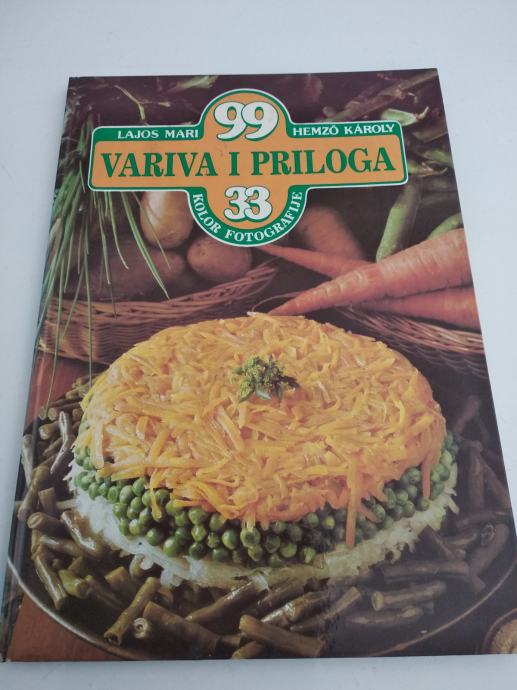 99
LAJOS MARI HEMZŐ KÁROLY
VARIVA I PRILOGA
33
KOLOR FOTOGRAFIJE